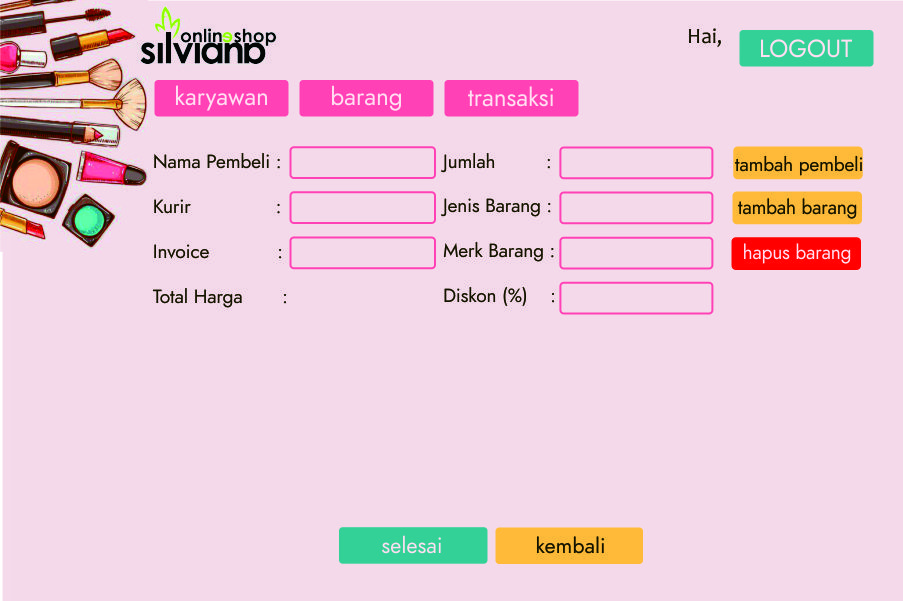 onlineshop
silviana
Hai,
LOGOUT
karyawan
barang
transaksi
Nama Pembeli :
Jumlah :
tambah pembeli
Kurir :
Jenis Barang :
tambah barang
Invoice :
Merk Barang :
hapus barang
Total Harga :
Diskon (%) :
selesai
kembali